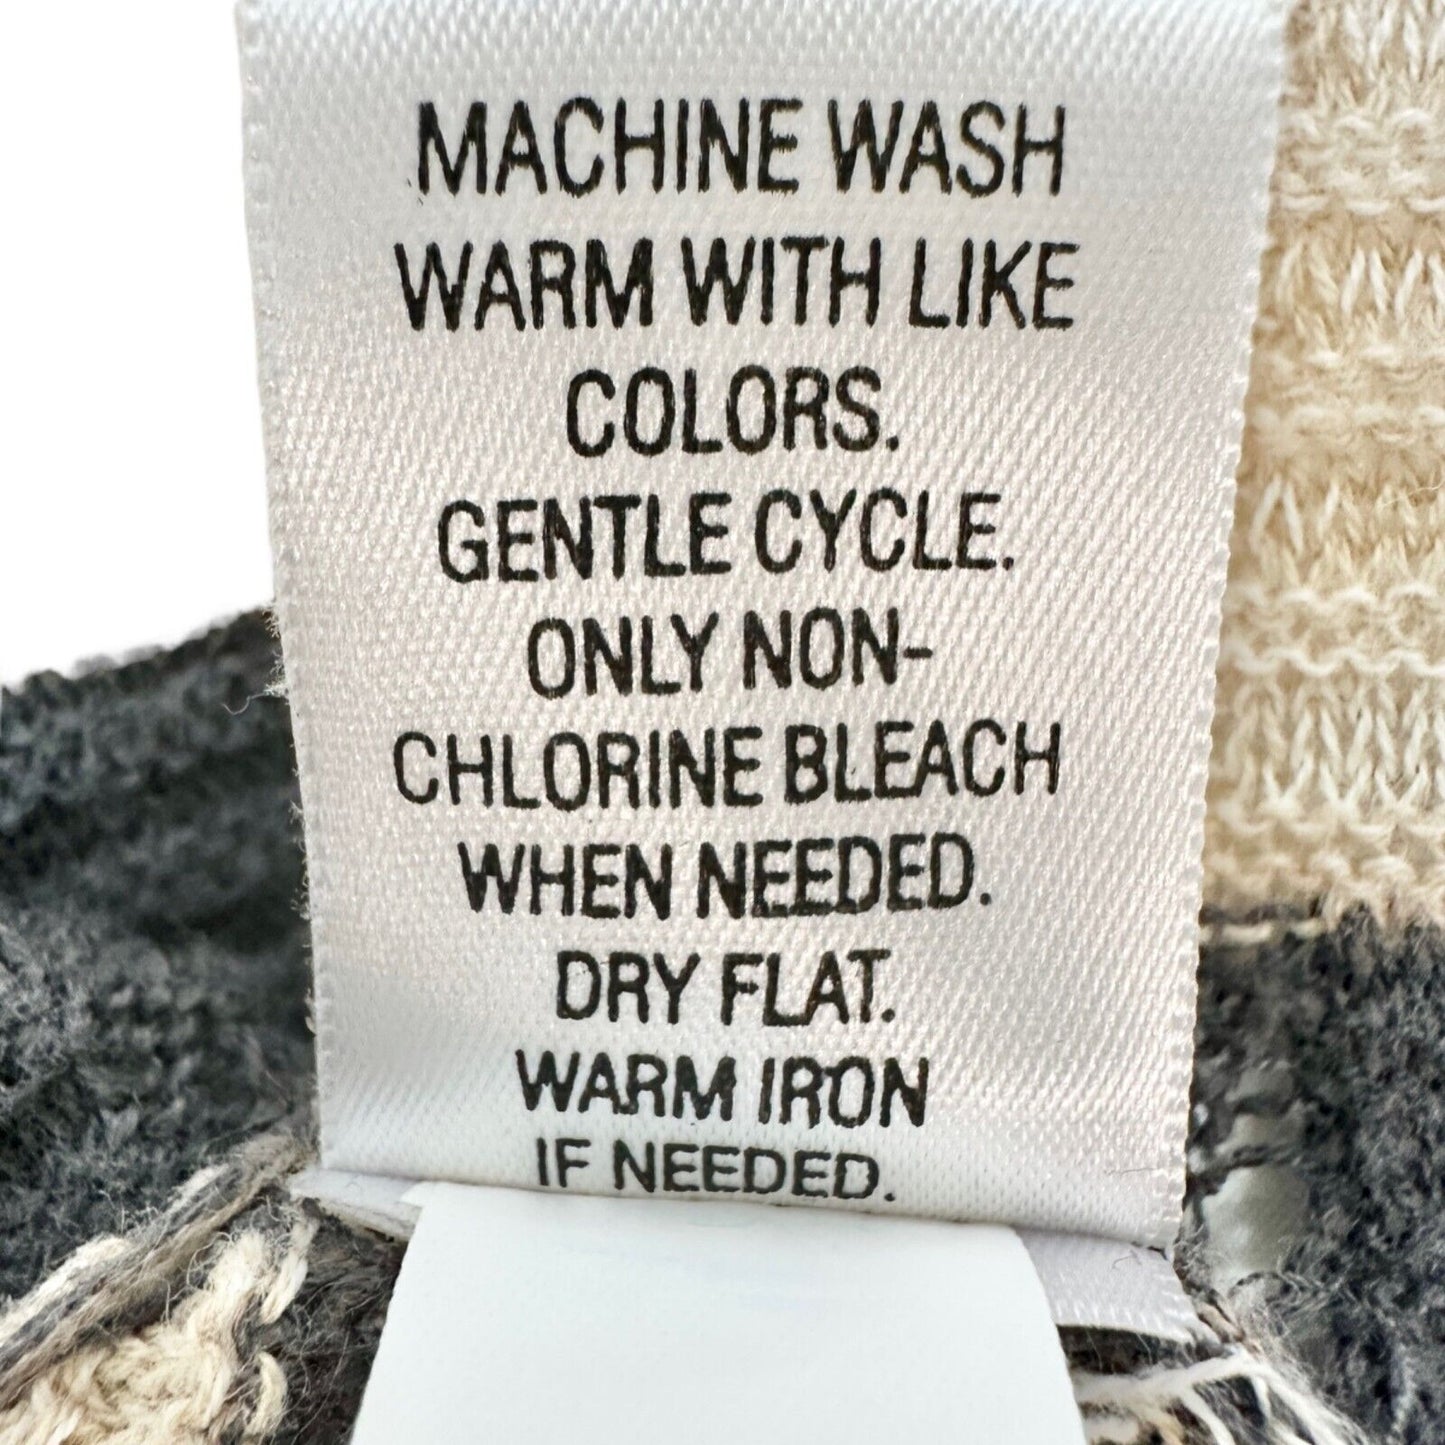 MACHINE WASH
WARM WITH LIKE
COLORS.
GENTLE CYCLE.
ONLY NON-
CHLORINE BLEACH
WHEN NEEDED.
DRY FLAT.
WARM IRON
IF NEEDED.